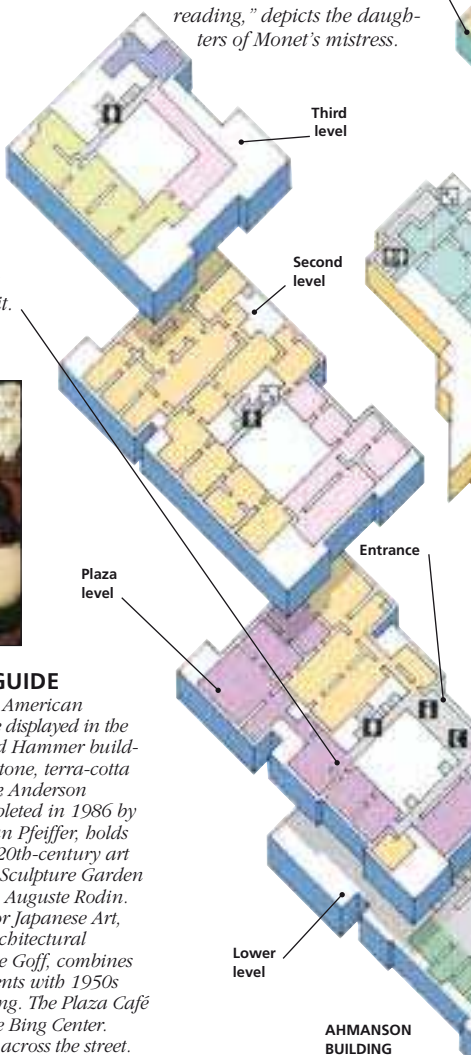 reading,” depicts the daugh-
ters of Monet’s mistress.
Third
level
Second
level
it.
Entrance
Plaza
level
GUIDE
American
displayed in the
Hammer build-
tone, terra-cotta
Anderson
pleted in 1986 by
Pfeiffer, holds
20th-century art
Sculpture Garden
Auguste Rodin.
or Japanese Art,
chitectural
Goff, combines
ents with 1950s
ng. The Plaza Café
Bing Center.
across the street.
Lower
level
AHMANSON
BUILDING